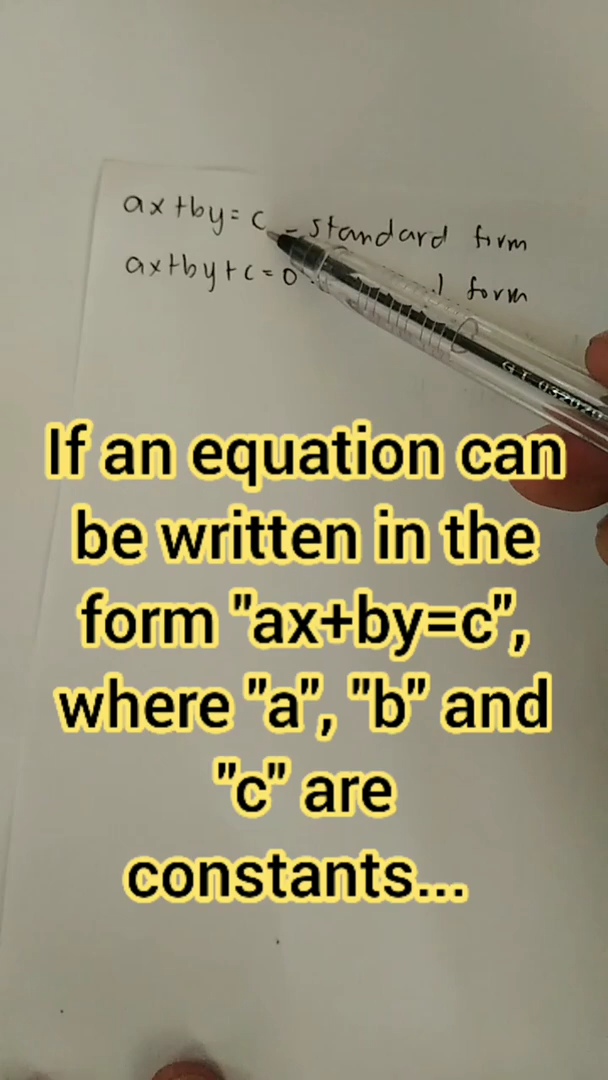 ax+by=c - standard form
ax+by+c=0 form
If an equation can
be written in the
form "ax+by=c",
where "a", "b" and
"c" are
constants...